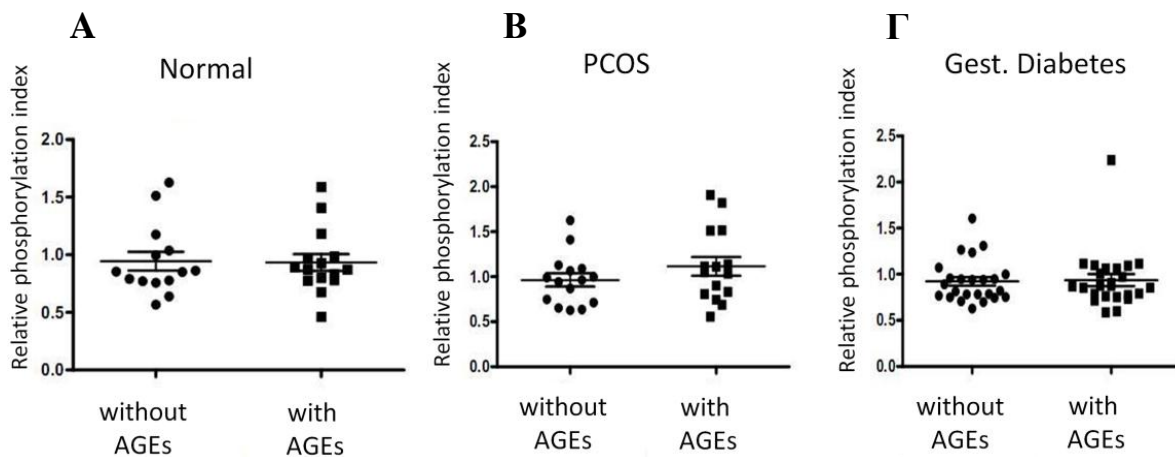 Α
Normal
Relative phosphorylation index
2.0
1.5
1.0
0.5
0.0
without
AGEs
with
AGEs
Β
PCOS
Relative phosphorylation index
2.5
2.0
1.5
1.0
0.5
0.0
without
AGEs
with
AGEs
Γ
Gest. Diabetes
Relative phosphorylation index
2.5
2.0
1.5
1.0
0.5
0.0
without
AGEs
with
AGEs